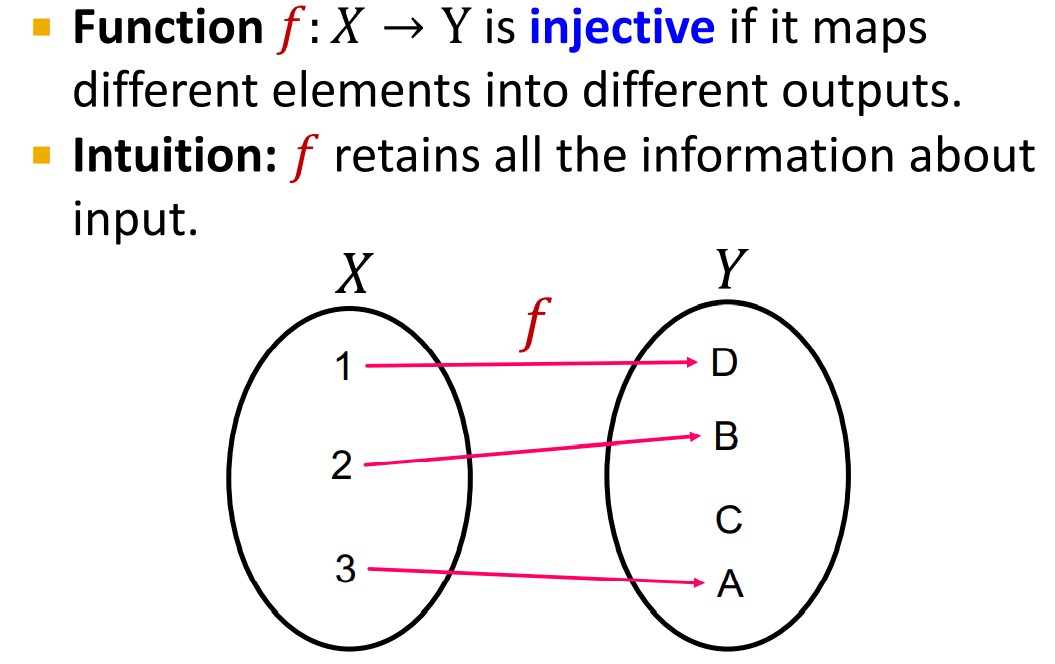 ▪ Function f: X → Y is injective if it maps
different elements into different outputs.
▪ Intuition: f retains all the information about
input.
X Y
f
1 D
B
2
C
3 A